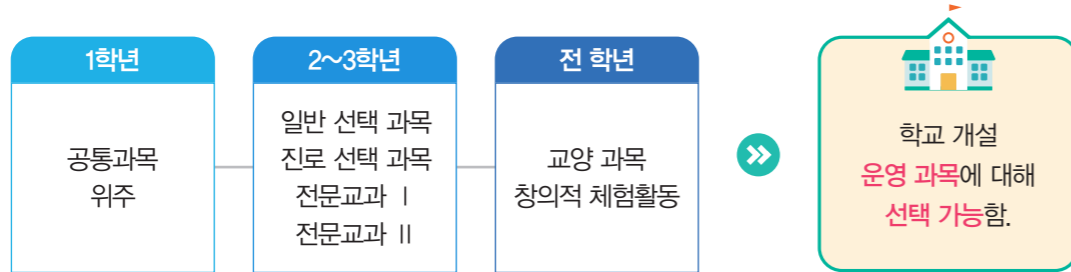 1학년
공통과목
위주
2~3학년
일반 선택 과목
진로 선택 과목
전문교과 Ⅰ
전문교과 Ⅱ
전 학년
교양 과목
창의적 체험활동
학교 개설
운영 과목에 대해
선택 가능함.